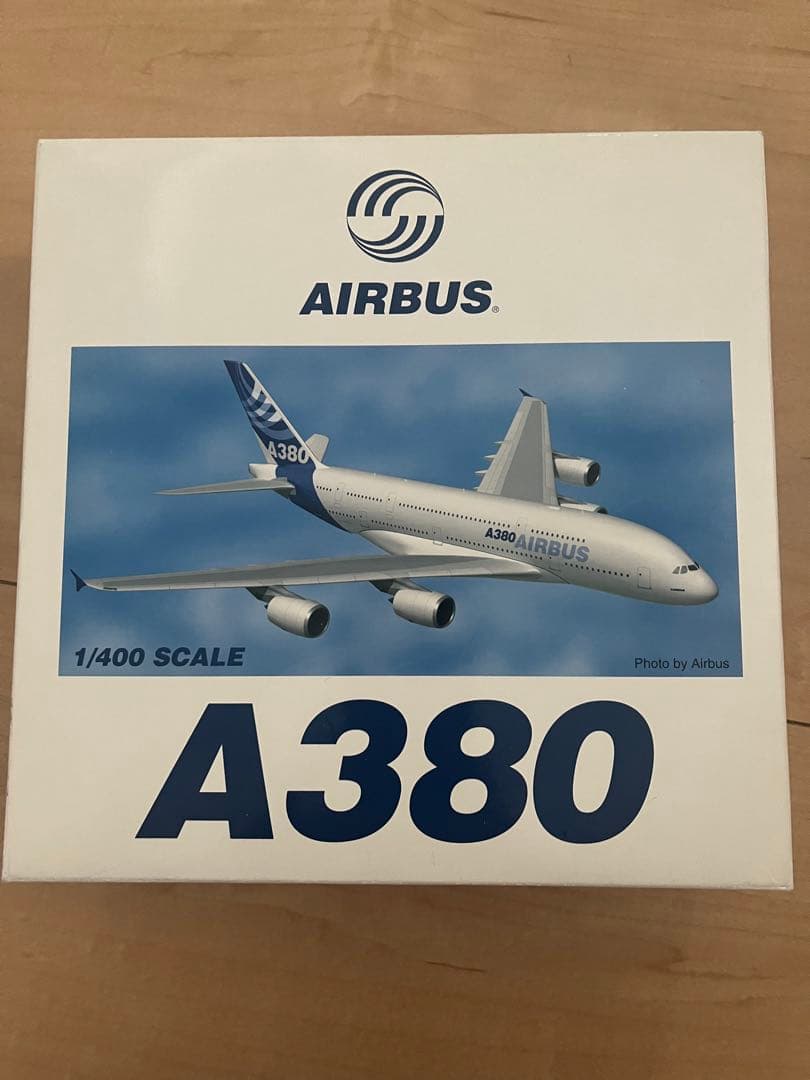 AIRBUS®
A380
A380 AIRBUS
1/400 SCALE
Photo by Airbus
A380